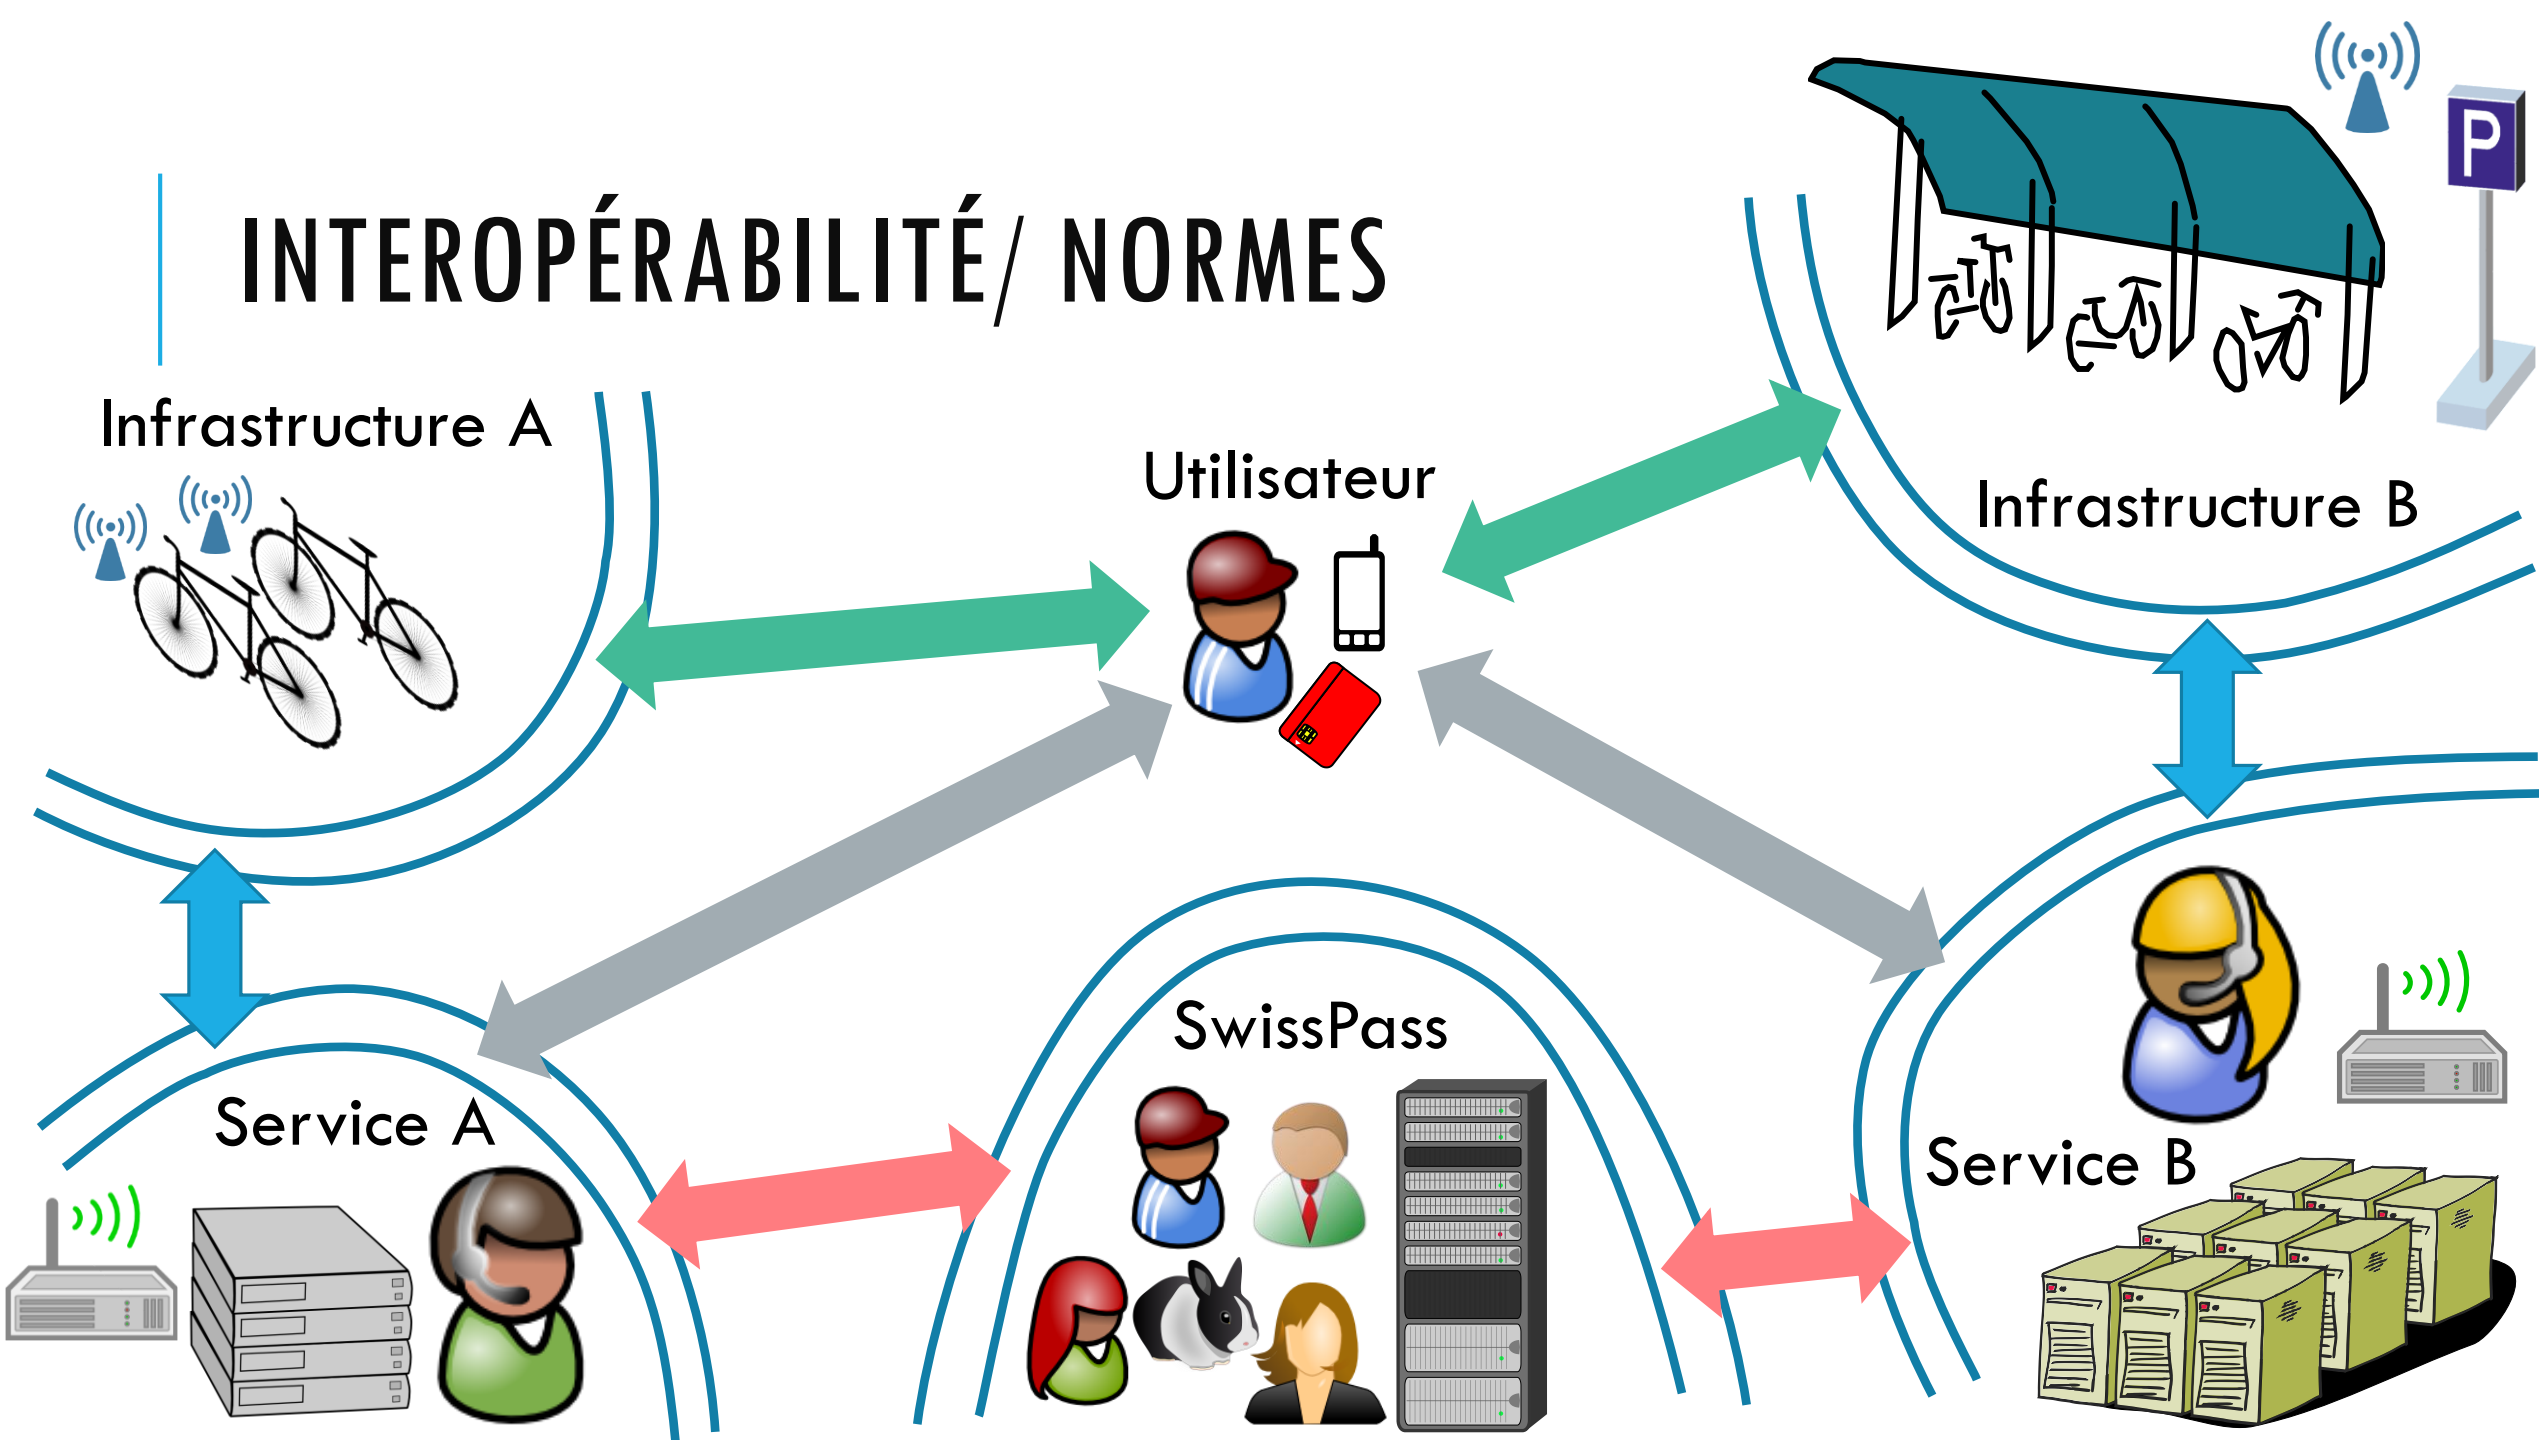 INTEROPÉRABILITÉ/ NORMES
P
Infrastructure A
Utilisateur
Infrastructure B
SwissPass
Service A
Service B